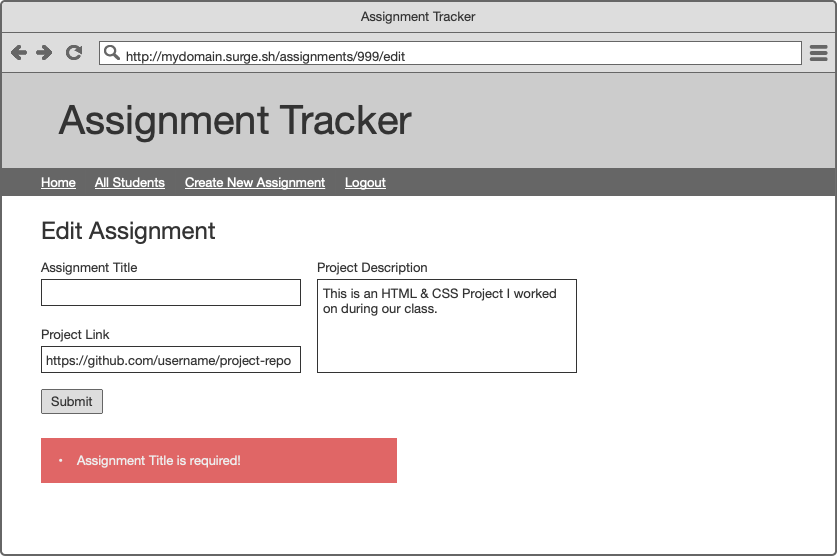 Assignment Tracker
http://mydomain.surge.sh/assignments/999/edit
Assignment Tracker
Home All Students Create New Assignment Logout
Edit Assignment
Assignment Title
Project Link
https://github.com/username/project-repo
Project Description
This is an HTML & CSS Project I worked
on during our class.
Submit
• Assignment Title is required!